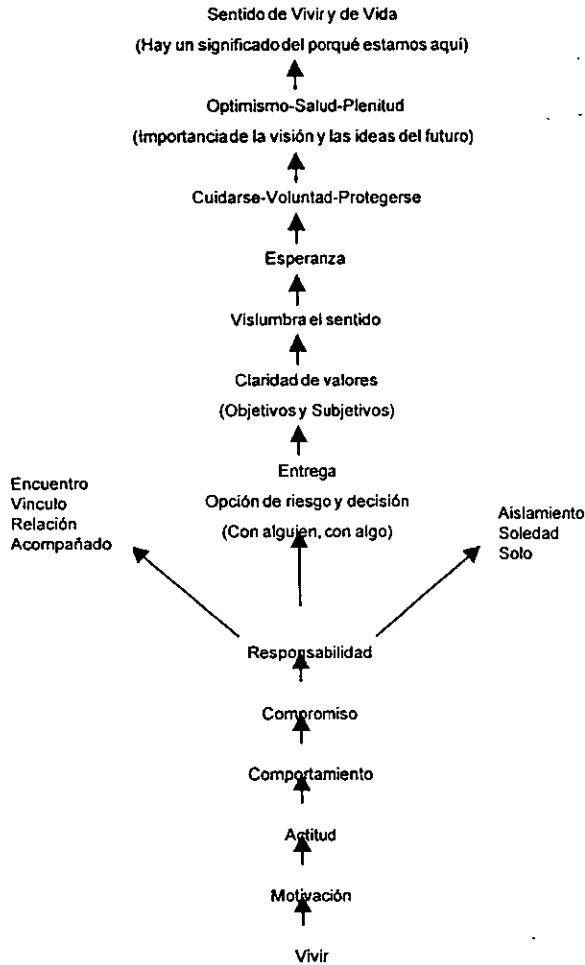 Sentido de Vivir y de Vida
(Hay un significado del porqué estamos aquí)
Optimismo-Salud-Plenitud
(Importancia de la visión y las ideas del futuro)
Cuidarse-Voluntad-Protegerse
Esperanza
Vislumbra el sentido
Claridad de valores
(Objetivos y Subjetivos)
Entrega
Opción de riesgo y decisión
(Con alguien, con algo)
Encuentro
Vinculo
Relación
Acompañado
Aislamiento
Soledad
Solo
Responsabilidad
Compromiso
Comportamiento
Actitud
Motivación
Vivir